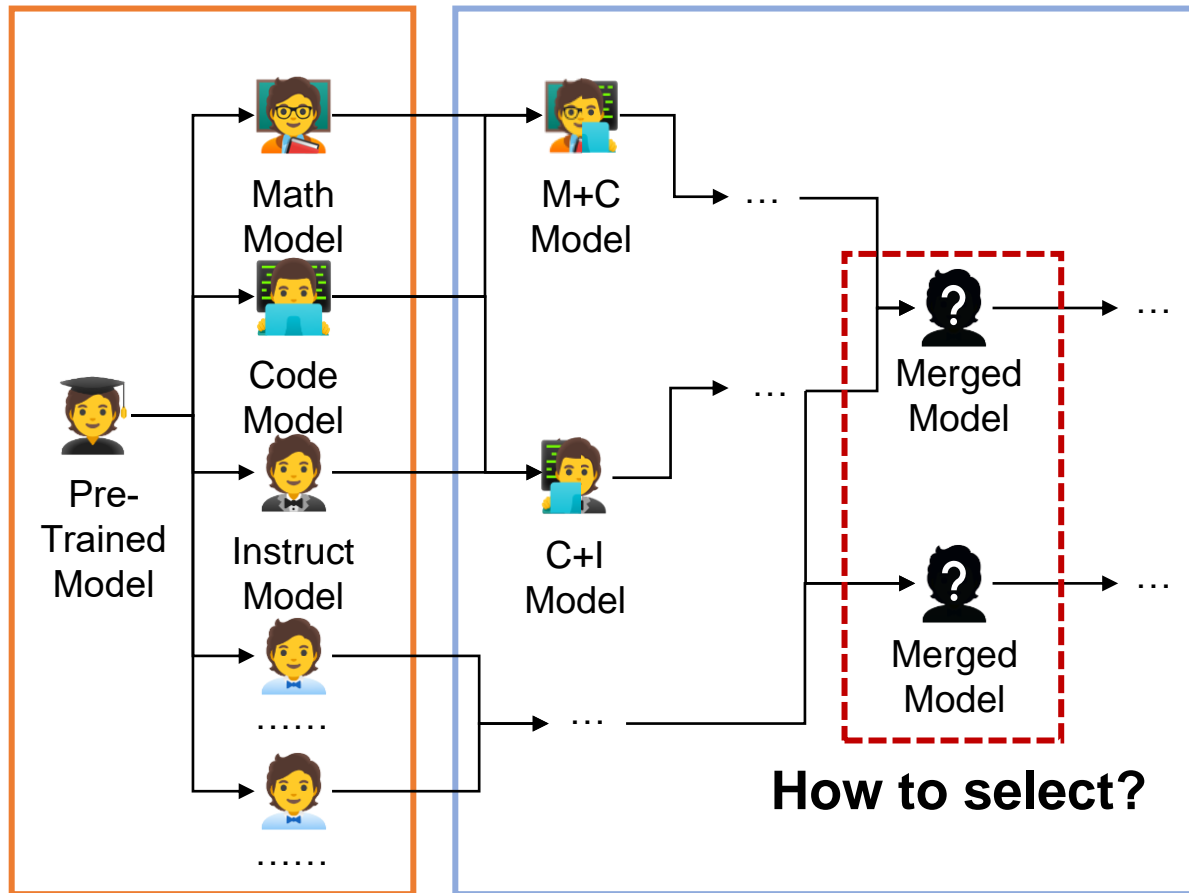 Math
Model
Code
Model
Pre-
Trained
Model
Instruct
Model
......
......
M+C
Model
...
C+I
Model
...
...
?
Merged
Model
...
?
Merged
Model
...
How to select?